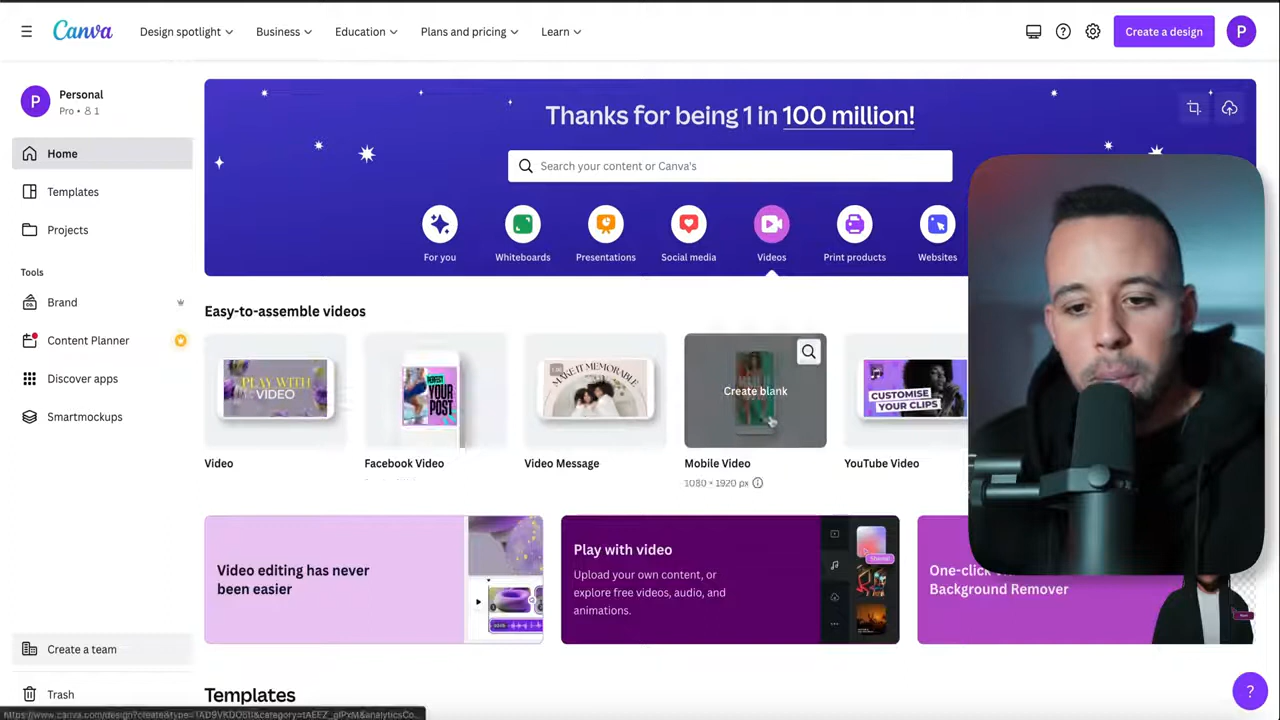 Canva
Design spotlight
Business
Education
Plans and pricing
Learn
Create a design
P
P
Personal
Pro • 1
Home
Templates
Projects
Tools
Brand
Content Planner
Discover apps
Smartmockups
Create a team
Trash
Thanks for being 1 in 100 million!
Search your content or Canva's
For you
Whiteboards
Presentations
Social media
Videos
Print products
Websites
Easy-to-assemble videos
PLAY WITH
VIDEO
PERFECT
YOUR
POST
MAKE IT MEMORABLE
Create blank
CUSTOMISE
YOUR CLIPS
Video
Facebook Video
Video Message
Mobile Video
YouTube Video
1080 × 1920 px
Video editing has never
been easier
Play with video
Upload your own content, or
explore free videos, audio, and
animations.
One-click
Background Remover
Templates
?